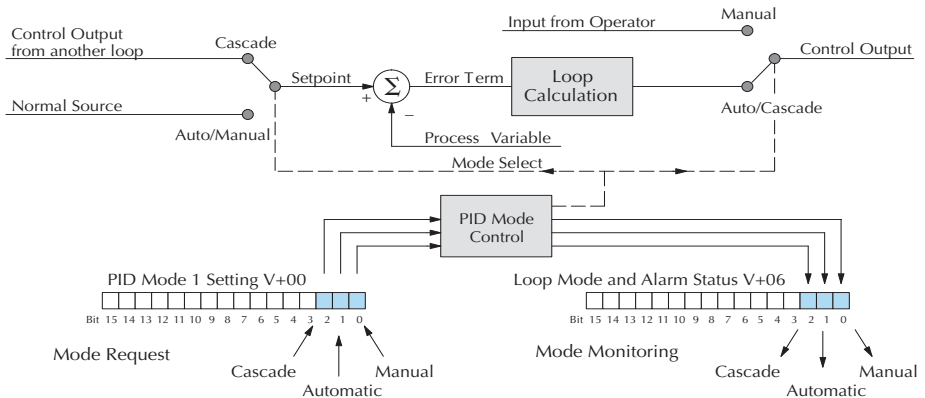 Control Output
from another loop
Cascade
Input from Operator
Manual
Control Output
Setpoint
+
Σ
–
Error Term
Loop
Calculation
Normal Source
Auto/Manual
Auto/Cascade
Process Variable
Mode Select
PID Mode
Control
PID Mode 1 Setting V+00
Bit 15 14 13 12 11 10 9 8 7 6 5 4 3 2 1 0
Mode Request
Cascade
Automatic
Manual
Loop Mode and Alarm Status V+06
Bit 15 14 13 12 11 10 9 8 7 6 5 4 3 2 1 0
Mode Monitoring
Cascade
Automatic
Manual